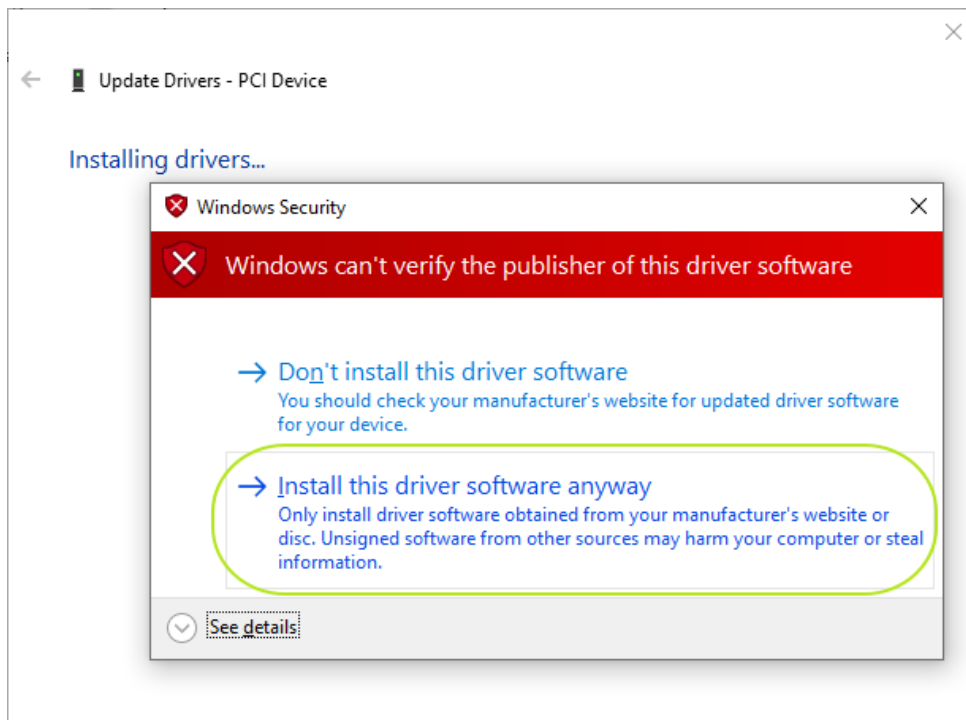 Update Drivers - PCI Device
Installing drivers...
Windows Security
Windows can't verify the publisher of this driver software
Don't install this driver software
You should check your manufacturer's website for updated driver software
for your device.
Install this driver software anyway
Only install driver software obtained from your manufacturer's website or
disc. Unsigned software from other sources may harm your computer or steal
information.
See details